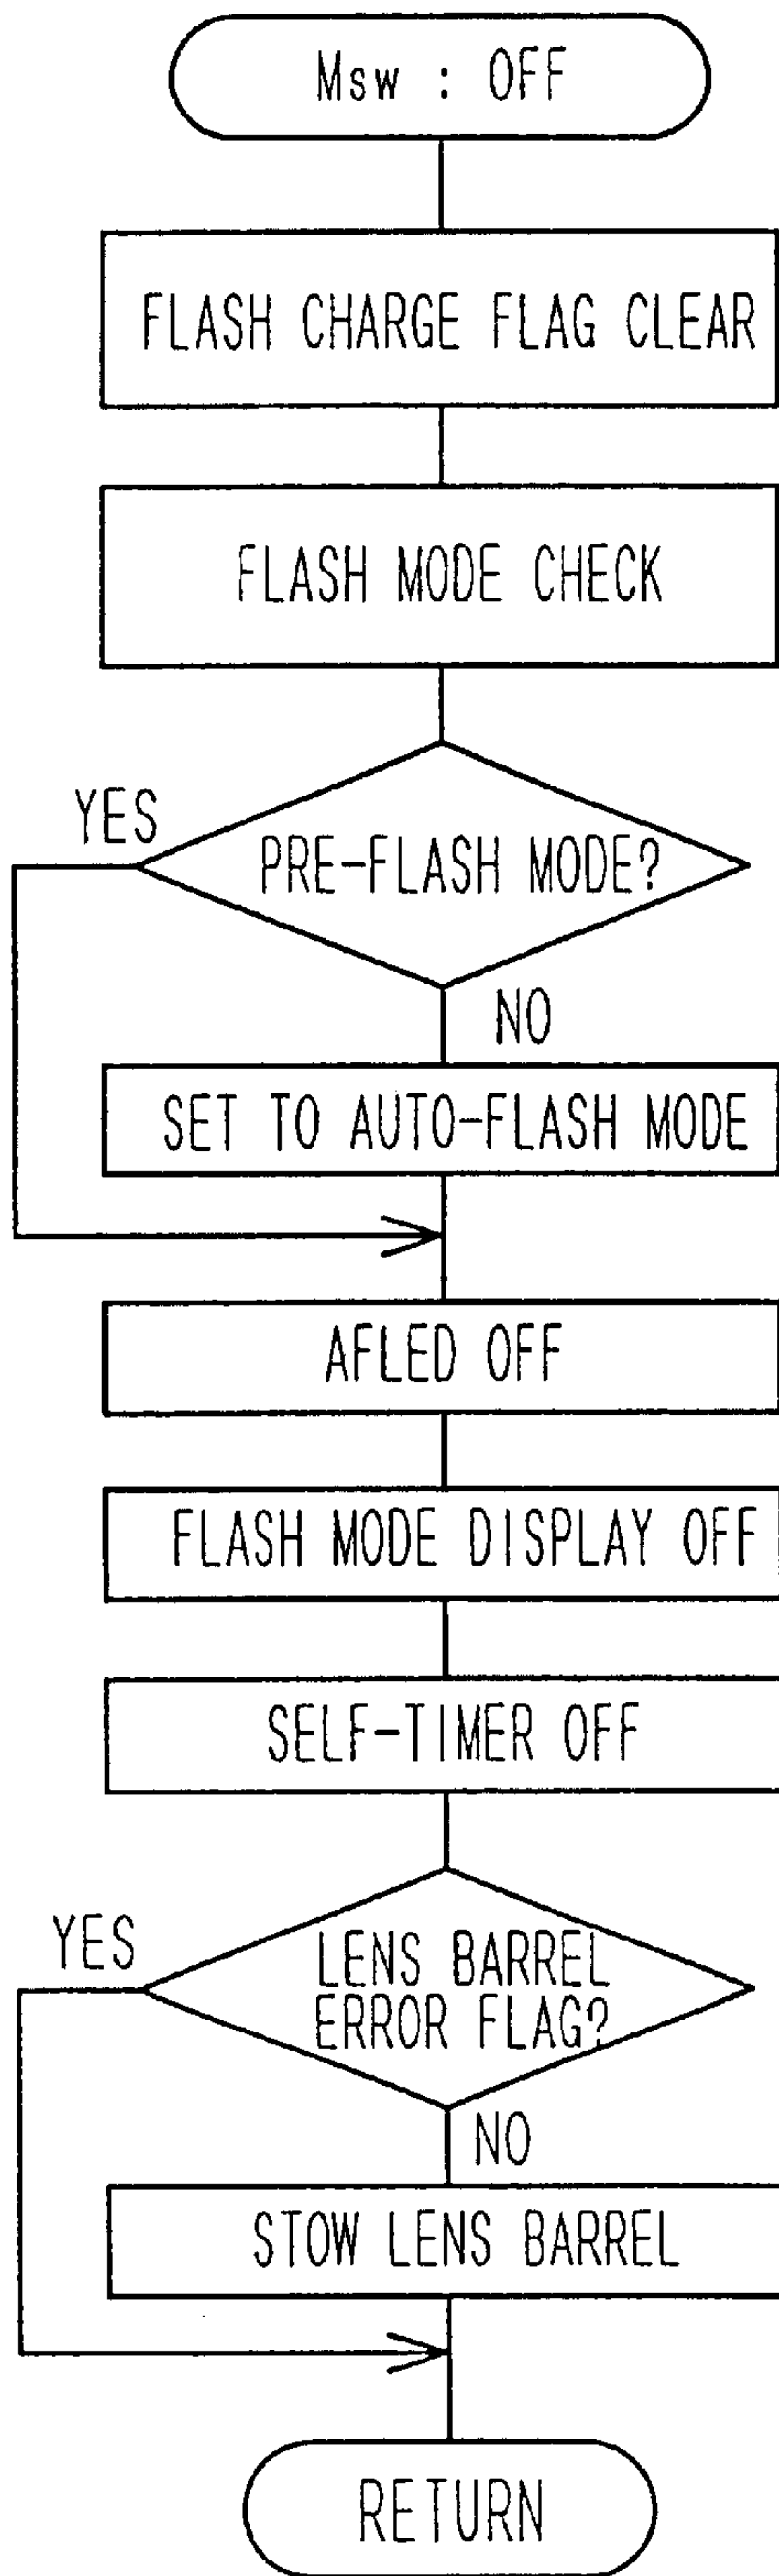 Msw : OFF
FLASH CHARGE FLAG CLEAR
FLASH MODE CHECK
YES
PRE-FLASH MODE?
NO
SET TO AUTO-FLASH MODE
AFLED OFF
FLASH MODE DISPLAY OFF
SELF-TIMER OFF
YES
LENS BARREL
ERROR FLAG?
NO
STOW LENS BARREL
RETURN